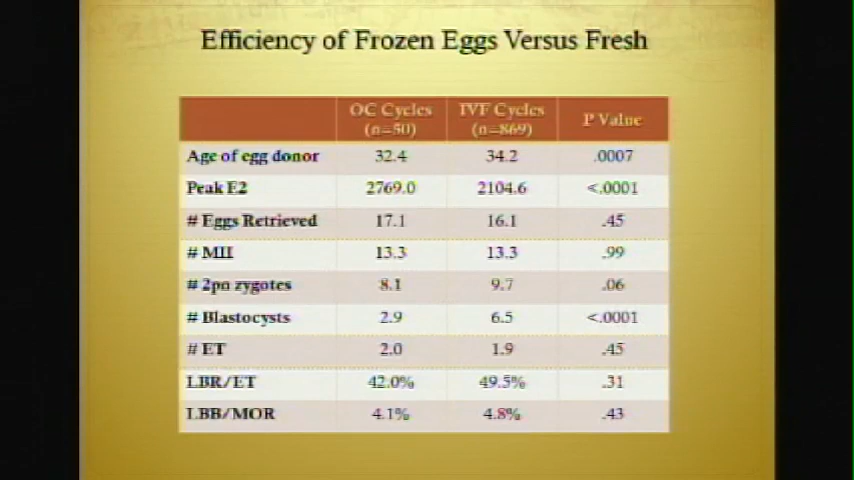 Efficiency of Frozen Eggs Versus Fresh
OC Cycles (n=50) IVF Cycles (n=869) P Value
Age of egg donor 32.4 34.2 .0007
Peak E2 2769.0 2104.6 <.0001
# Eggs Retrieved 17.1 16.1 .45
# MII 13.3 13.3 .99
# 2pn zygotes 8.1 9.7 .06
# Blastocysts 2.9 6.5 <.0001
# ET 2.0 1.9 .45
LBR/ET 42.0% 49.5% .31
LBB/MOR 4.1% 4.8% .43